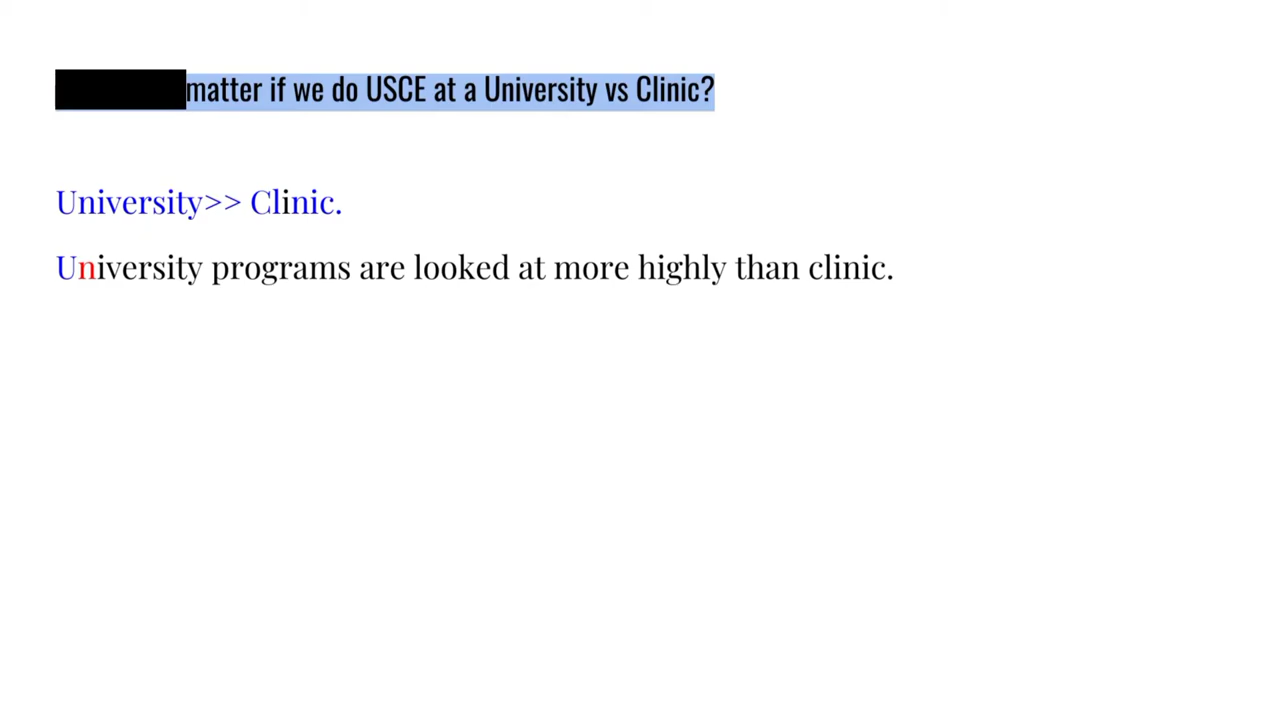 matter if we do USCE at a University vs Clinic?
University>> Clinic.
University programs are looked at more highly than clinic.